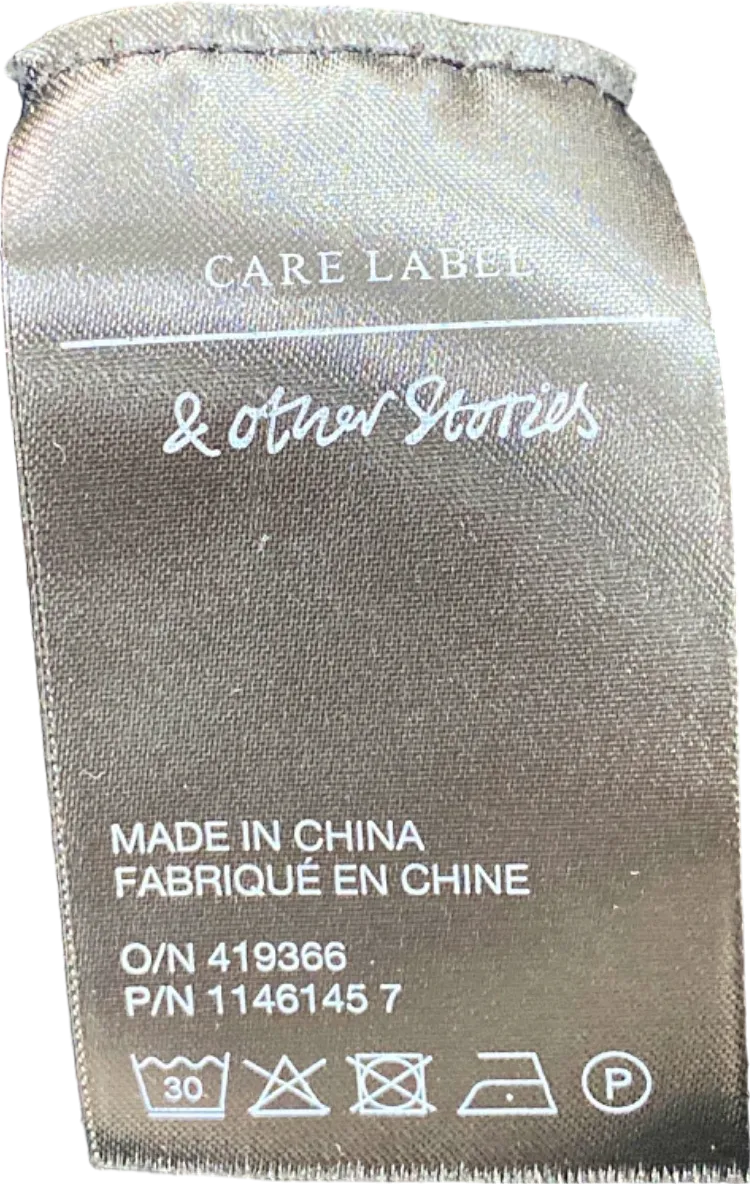 CARE LABEL
& other Stories
MADE IN CHINA
FABRIQUÉ EN CHINE
O/N 419366
P/N 1146145 7
30
P